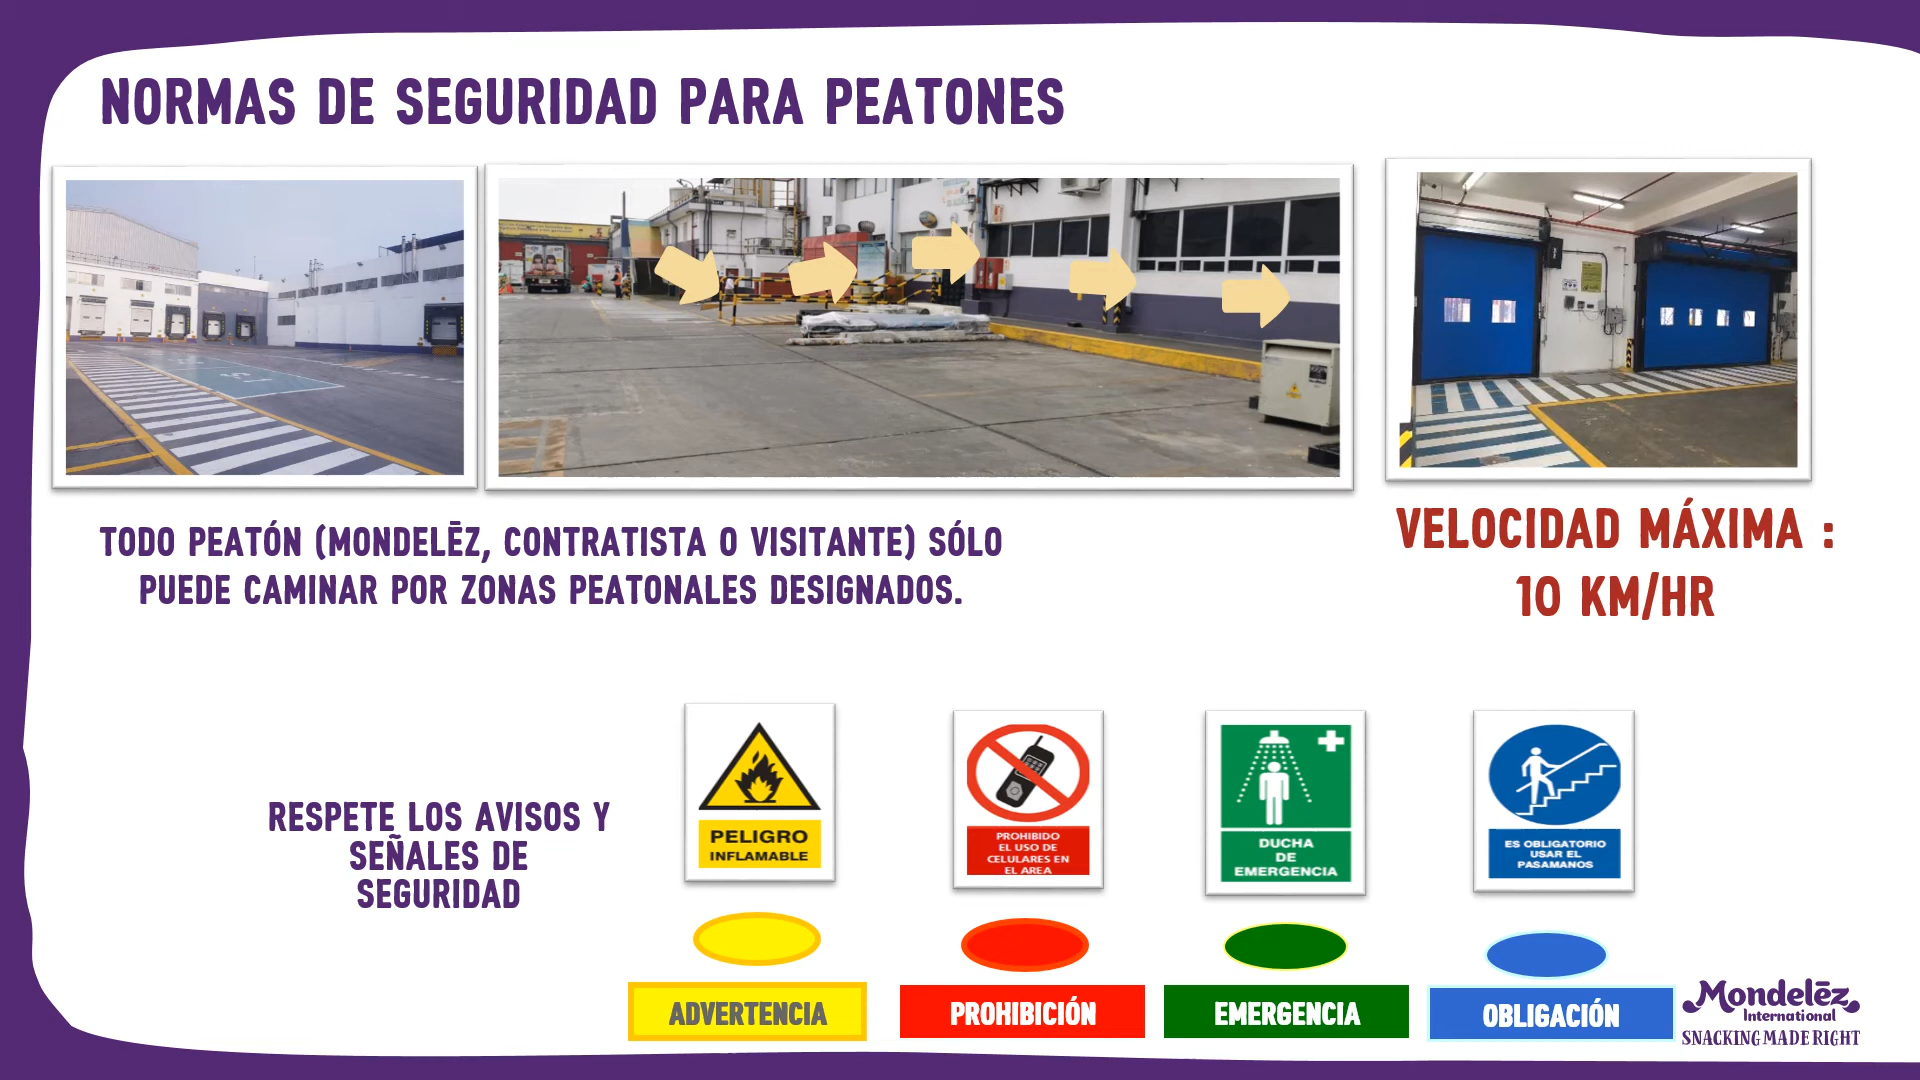 NORMAS DE SEGURIDAD PARA PEATONES
TODO PEATÓN (MONDELĒZ, CONTRATISTA O VISITANTE) SÓLO
PUEDE CAMINAR POR ZONAS PEATONALES DESIGNADOS.
VELOCIDAD MÁXIMA :
10 KM/HR
RESPETE LOS AVISOS Y
SEÑALES DE
SEGURIDAD
PELIGRO
INFLAMABLE
PROHIBIDO
EL USO DE
CELULARES EN
EL AREA
DUCHA
DE
EMERGENCIA
ES OBLIGATORIO
USAR EL
PASAMANOS
ADVERTENCIA
PROHIBICIÓN
EMERGENCIA
OBLIGACIÓN
Mondelēz
International
SNACKING MADE RIGHT